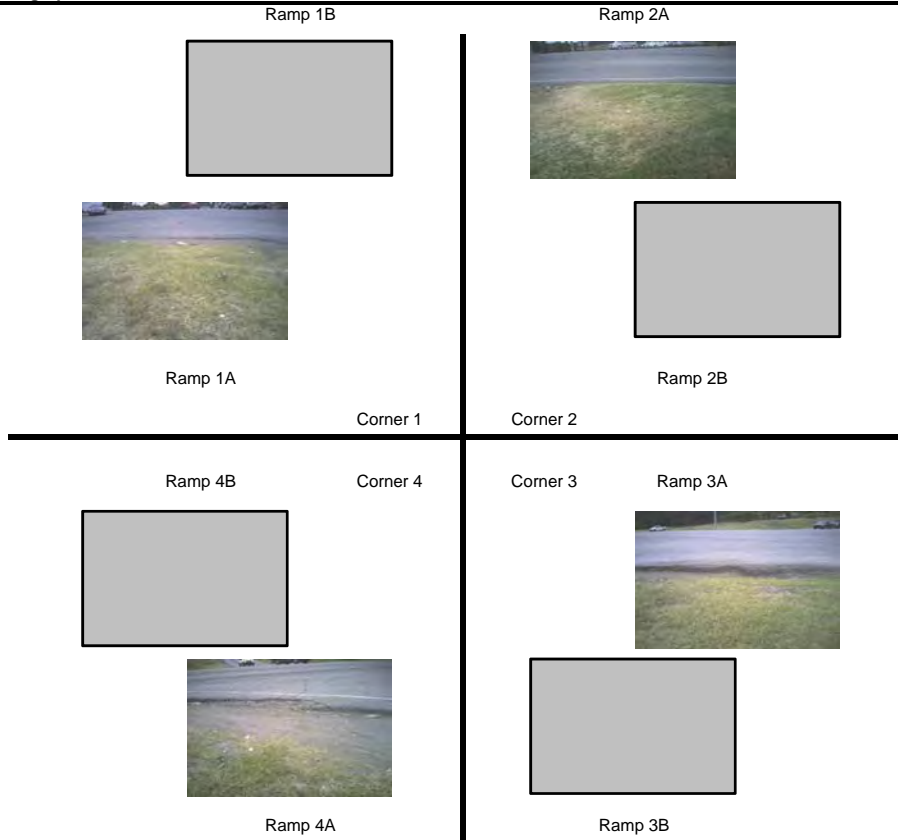 Ramp 1B
Ramp 2A
Ramp 1A
Ramp 2B
Corner 1
Corner 2
Ramp 4B
Corner 4
Corner 3
Ramp 3A
Ramp 4A
Ramp 3B